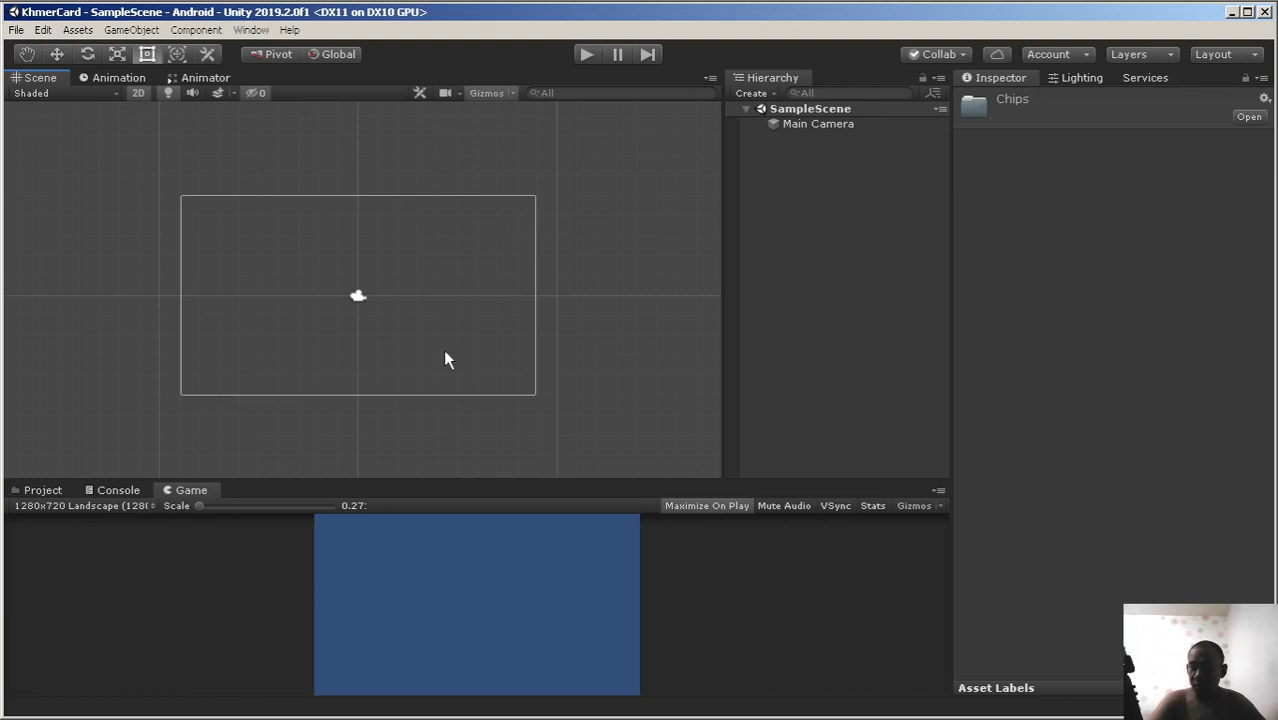 KhmerCard - SampleScene - Android - Unity 2019.2.0f1 <DX11 on DX10 GPU>
File Edit Assets GameObject Component Window Help
Pivot Global Collab Account Layers Layout
Scene Animation Animator Hierarchy Inspector Lighting Services
Shaded 2D 0 Gizmos All Create All Chips
SampleScene Open
Main Camera
Project Console Game
1280x720 Landscape (128( Scale 0.27: Maximize On Play Mute Audio VSync Stats Gizmos
Asset Labels